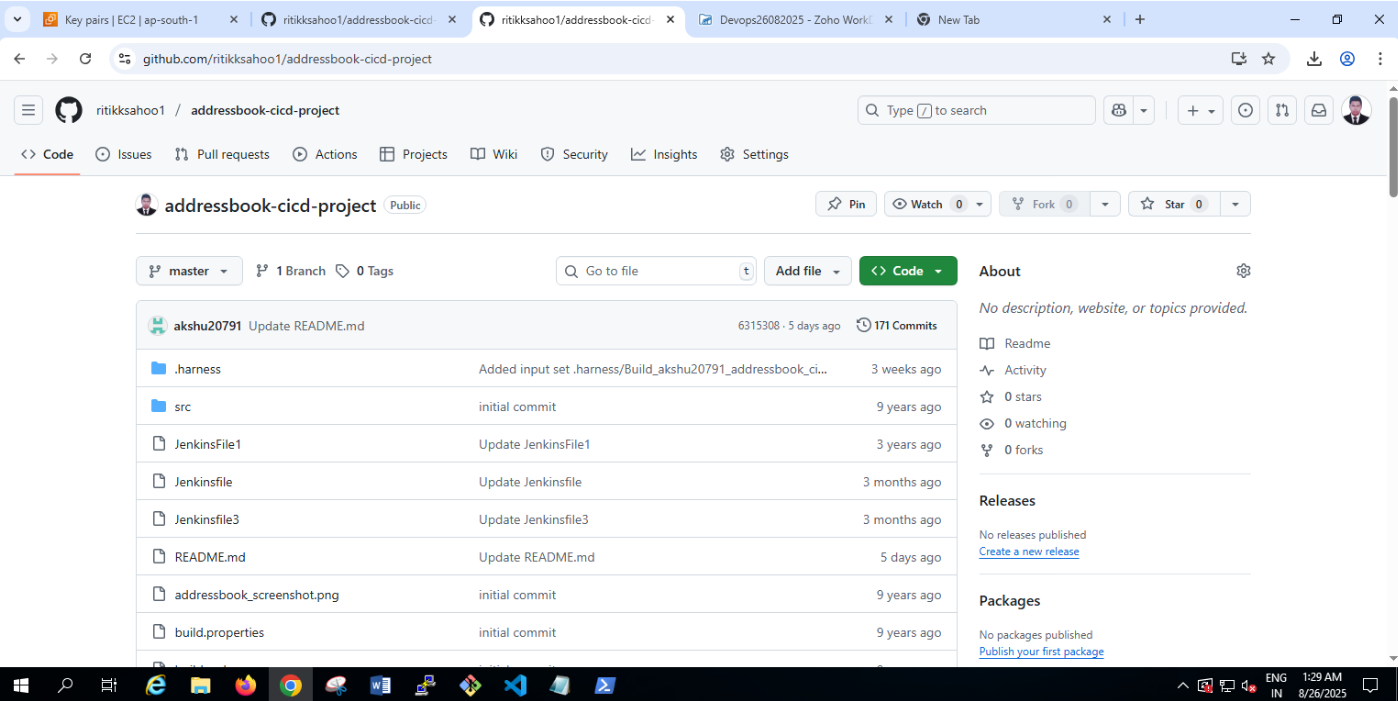 Key pairs | EC2 | ap-south-1
ritikksahoo1/addressbook-cicd-
ritikksahoo1/addressbook-cicd-
Devops26082025 - Zoho Work
New Tab
github.com/ritikksahoo1/addressbook-cicd-project
ritikksahoo1 / addressbook-cicd-project
Type / to search
Code
Issues
Pull requests
Actions
Projects
Wiki
Security
Insights
Settings
addressbook-cicd-project Public
Pin
Watch 0
Fork 0
Star 0
master
1 Branch
0 Tags
Go to file t
Add file
<> Code
About
No description, website, or topics provided.
akshu20791 Update README.md 6315308 · 5 days ago 171 Commits
.harness Added input set .harness/Build_akshu20791_addressbook_ci... 3 weeks ago
src initial commit 9 years ago
JenkinsFile1 Update JenkinsFile1 3 years ago
Jenkinsfile Update Jenkinsfile 3 months ago
Jenkinsfile3 Update Jenkinsfile3 3 months ago
README.md Update README.md 5 days ago
addressbook_screenshot.png initial commit 9 years ago
build.properties initial commit 9 years ago
Readme
Activity
0 stars
0 watching
0 forks
Releases
No releases published
Create a new release
Packages
No packages published
Publish your first package
ENG
IN
1:29 AM
8/26/2025